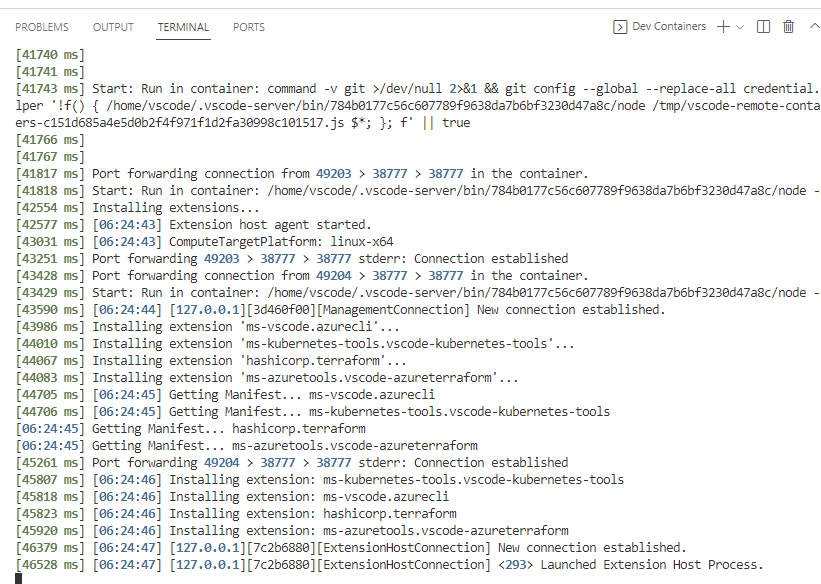 PROBLEMS OUTPUT TERMINAL PORTS Dev Containers
[41740 ms]
[41741 ms]
[41743 ms] Start: Run in container: command -v git >/dev/null 2>&1 && git config --global --replace-all credential.
lper '!f() { /home/vscode/.vscode-server/bin/784b0177c56c607789f9638da7b6bf3230d47a8c/node /tmp/vscode-remote-conta
ers-c151d685a4e5d0b2f4f971f1d2fa30998c101517.js $*; }; f' || true
[41766 ms]
[41767 ms]
[41817 ms] Port forwarding connection from 49203 > 38777 > 38777 in the container.
[41818 ms] Start: Run in container: /home/vscode/.vscode-server/bin/784b0177c56c607789f9638da7b6bf3230d47a8c/node -
[42554 ms] Installing extensions...
[42577 ms] [06:24:43] Extension host agent started.
[43031 ms] [06:24:43] ComputeTargetPlatform: linux-x64
[43251 ms] Port forwarding 49203 > 38777 > 38777 stderr: Connection established
[43428 ms] Port forwarding connection from 49204 > 38777 > 38777 in the container.
[43429 ms] Start: Run in container: /home/vscode/.vscode-server/bin/784b0177c56c607789f9638da7b6bf3230d47a8c/node -
[43590 ms] [06:24:44] [127.0.0.1][3d460f00][ManagementConnection] New connection established.
[43986 ms] Installing extension 'ms-vscode.azurecli'...
[44010 ms] Installing extension 'ms-kubernetes-tools.vscode-kubernetes-tools'...
[44067 ms] Installing extension 'hashicorp.terraform'...
[44083 ms] Installing extension 'ms-azuretools.vscode-azureterraform'...
[44705 ms] [06:24:45] Getting Manifest... ms-vscode.azurecli
[44706 ms] [06:24:45] Getting Manifest... ms-kubernetes-tools.vscode-kubernetes-tools
[06:24:45] Getting Manifest... hashicorp.terraform
[06:24:45] Getting Manifest... ms-azuretools.vscode-azureterraform
[45261 ms] Port forwarding 49204 > 38777 > 38777 stderr: Connection established
[45807 ms] [06:24:46] Installing extension: ms-kubernetes-tools.vscode-kubernetes-tools
[45818 ms] [06:24:46] Installing extension: ms-vscode.azurecli
[45823 ms] [06:24:46] Installing extension: hashicorp.terraform
[45920 ms] [06:24:46] Installing extension: ms-azuretools.vscode-azureterraform
[46379 ms] [06:24:47] [127.0.0.1][7c2b6880][ExtensionHostConnection] New connection established.
[46528 ms] [06:24:47] [127.0.0.1][7c2b6880][ExtensionHostConnection] <293> Launched Extension Host Process.